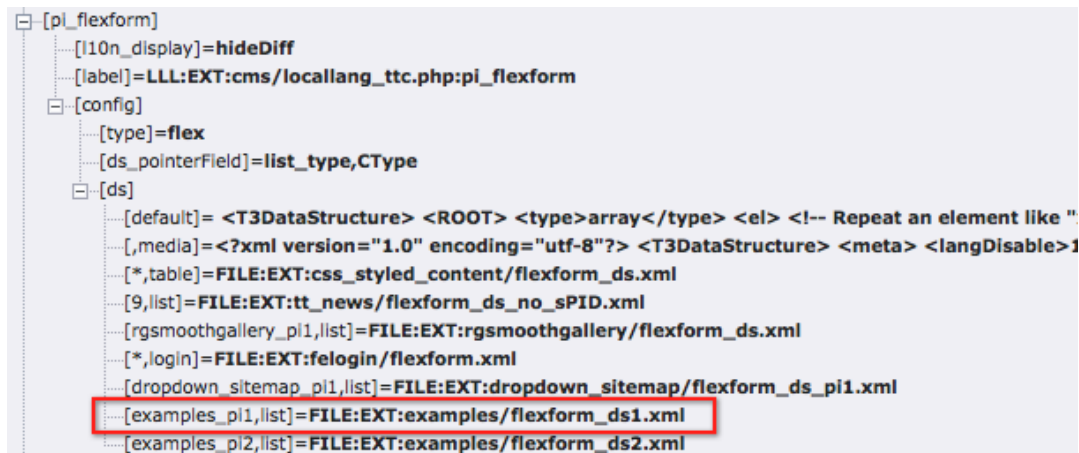 [pi_flexform]
[l10n_display]=hideDiff
[label]=LLL:EXT:cms/locallang_ttc.php:pi_flexform
[config]
[type]=flex
[ds_pointerField]=list_type,CType
[ds]
[default]= <T3DataStructure> <ROOT> <type>array</type> <el> <!-- Repeat an element like "
[,media]=<?xml version="1.0" encoding="utf-8"?> <T3DataStructure> <meta> <langDisable>1
[*,table]=FILE:EXT:css_styled_content/flexform_ds.xml
[9,list]=FILE:EXT:tt_news/flexform_ds_no_sPID.xml
[rgsmoothgallery_pi1,list]=FILE:EXT:rgsmoothgallery/flexform_ds.xml
[*,login]=FILE:EXT:felogin/flexform.xml
[dropdown_sitemap_pi1,list]=FILE:EXT:dropdown_sitemap/flexform_ds_pi1.xml
[examples_pi1,list]=FILE:EXT:examples/flexform_ds1.xml
[examples_pi2,list]=FILE:EXT:examples/flexform_ds2.xml